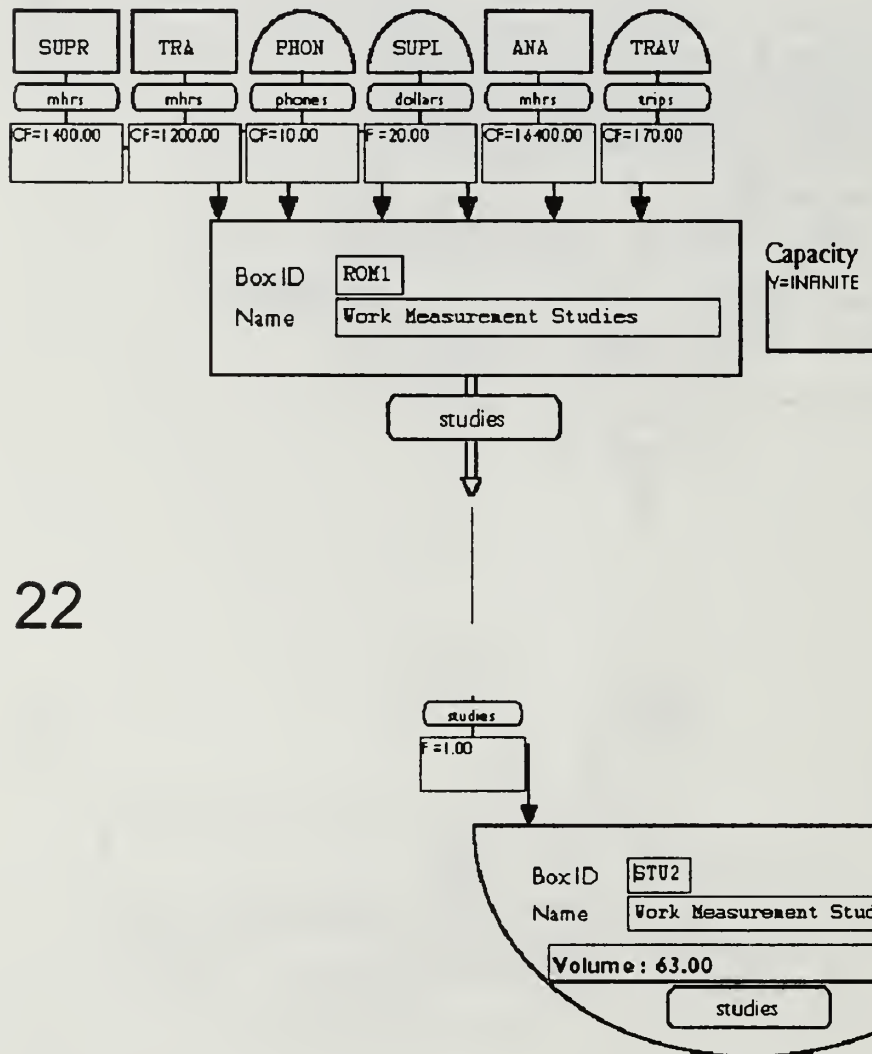 SUPR TRA PHON SUPL ANA TRAV
mhrs mhrs phones dollars mhrs trips
CF=1400.00 CF=1200.00 CF=10.00 F =20.00 CF=16400.00 CF=170.00
Box ID ROM1
Name Work Measurement Studies
Capacity
Y=INFINITE
studies
22
studies
F =1.00
Box ID STU2
Name Work Measurement Stud
Volume : 63.00
studies